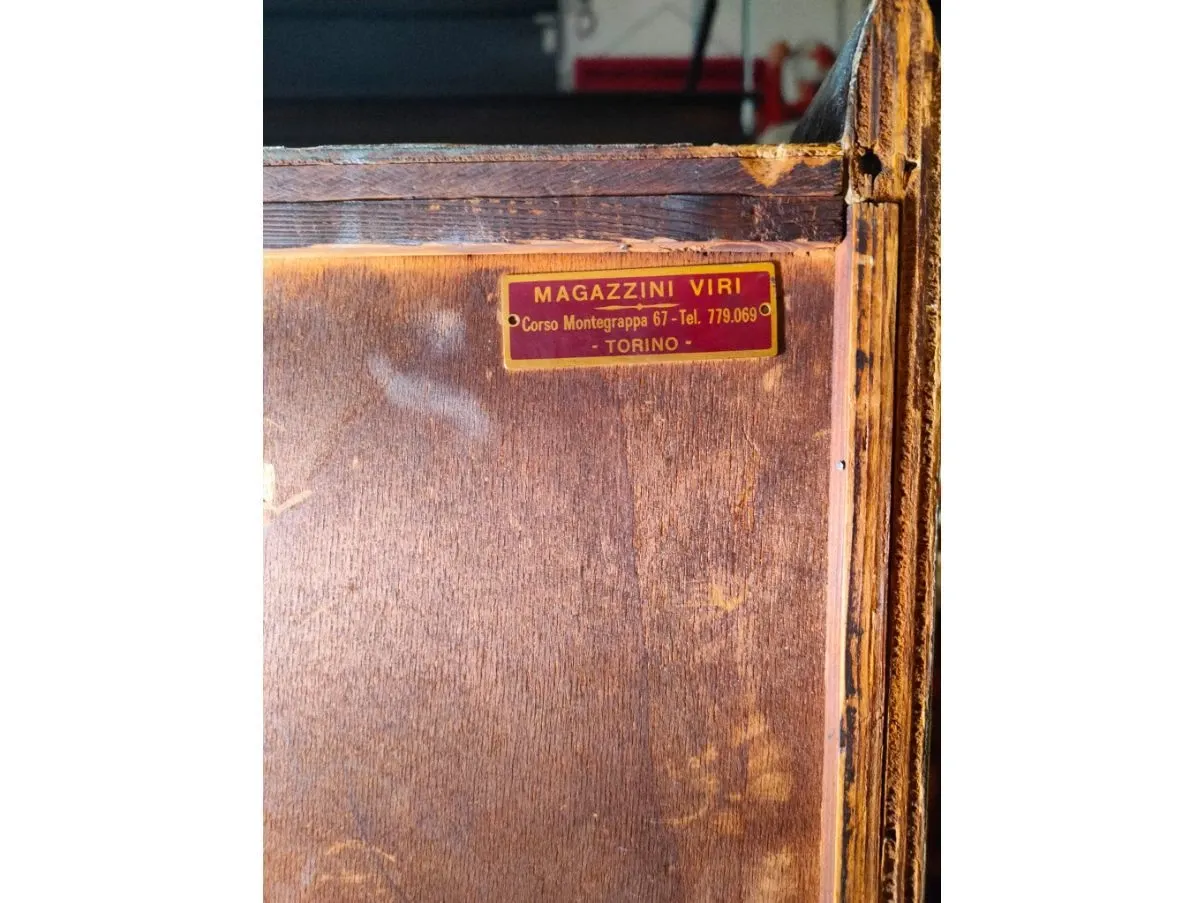 MAGAZZINI VIRI
Corso Montegrappa 67-Tel. 779.069
- TORINO -